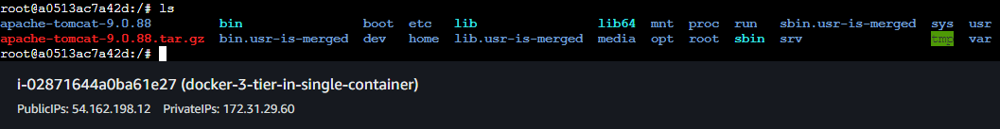 root@a0513ac7a42d:/# ls
apache-tomcat-9.0.88 bin boot etc lib lib64 mnt proc run sbin.usr-is-merged sys usr
apache-tomcat-9.0.88.tar.gz bin.usr-is-merged dev home lib.usr-is-merged media opt root sbin srv tmp var
root@a0513ac7a42d:/#
i-02871644a0ba61e27 (docker-3-tier-in-single-container)
PublicIPs: 54.162.198.12 PrivateIPs: 172.31.29.60